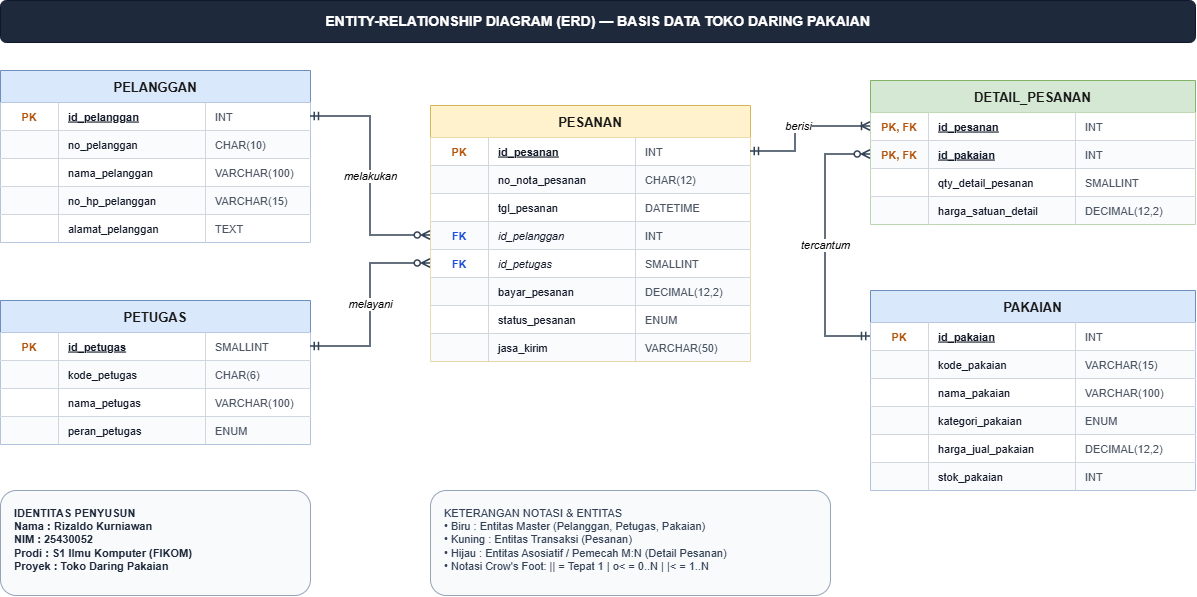 ENTITY-RELATIONSHIP DIAGRAM (ERD) — BASIS DATA TOKO DARING PAKAIAN
PELANGGAN
PK id_pelanggan INT
no_pelanggan CHAR(10)
nama_pelanggan VARCHAR(100)
no_hp_pelanggan VARCHAR(15)
alamat_pelanggan TEXT
melakukan
PETUGAS
PK id_petugas SMALLINT
kode_petugas CHAR(6)
nama_petugas VARCHAR(100)
peran_petugas ENUM
melayani
PESANAN
PK id_pesanan INT
no_nota_pesanan CHAR(12)
tgl_pesanan DATETIME
FK id_pelanggan INT
FK id_petugas SMALLINT
bayar_pesanan DECIMAL(12,2)
status_pesanan ENUM
jasa_kirim VARCHAR(50)
berisi
DETAIL_PESANAN
PK, FK id_pesanan INT
PK, FK id_pakaian INT
qty_detail_pesanan SMALLINT
harga_satuan_detail DECIMAL(12,2)
tercantum
PAKAIAN
PK id_pakaian INT
kode_pakaian VARCHAR(15)
nama_pakaian VARCHAR(100)
kategori_pakaian ENUM
harga_jual_pakaian DECIMAL(12,2)
stok_pakaian INT
IDENTITAS PENYUSUN
Nama : Rizaldo Kurniawan
NIM : 25430052
Prodi : S1 Ilmu Komputer (FIKOM)
Proyek : Toko Daring Pakaian
KETERANGAN NOTASI & ENTITAS
• Biru : Entitas Master (Pelanggan, Petugas, Pakaian)
• Kuning : Entitas Transaksi (Pesanan)
• Hijau : Entitas Asosiatif / Pemecah M:N (Detail Pesanan)
• Notasi Crow's Foot: || = Tepat 1 | o< = 0..N | |< = 1..N